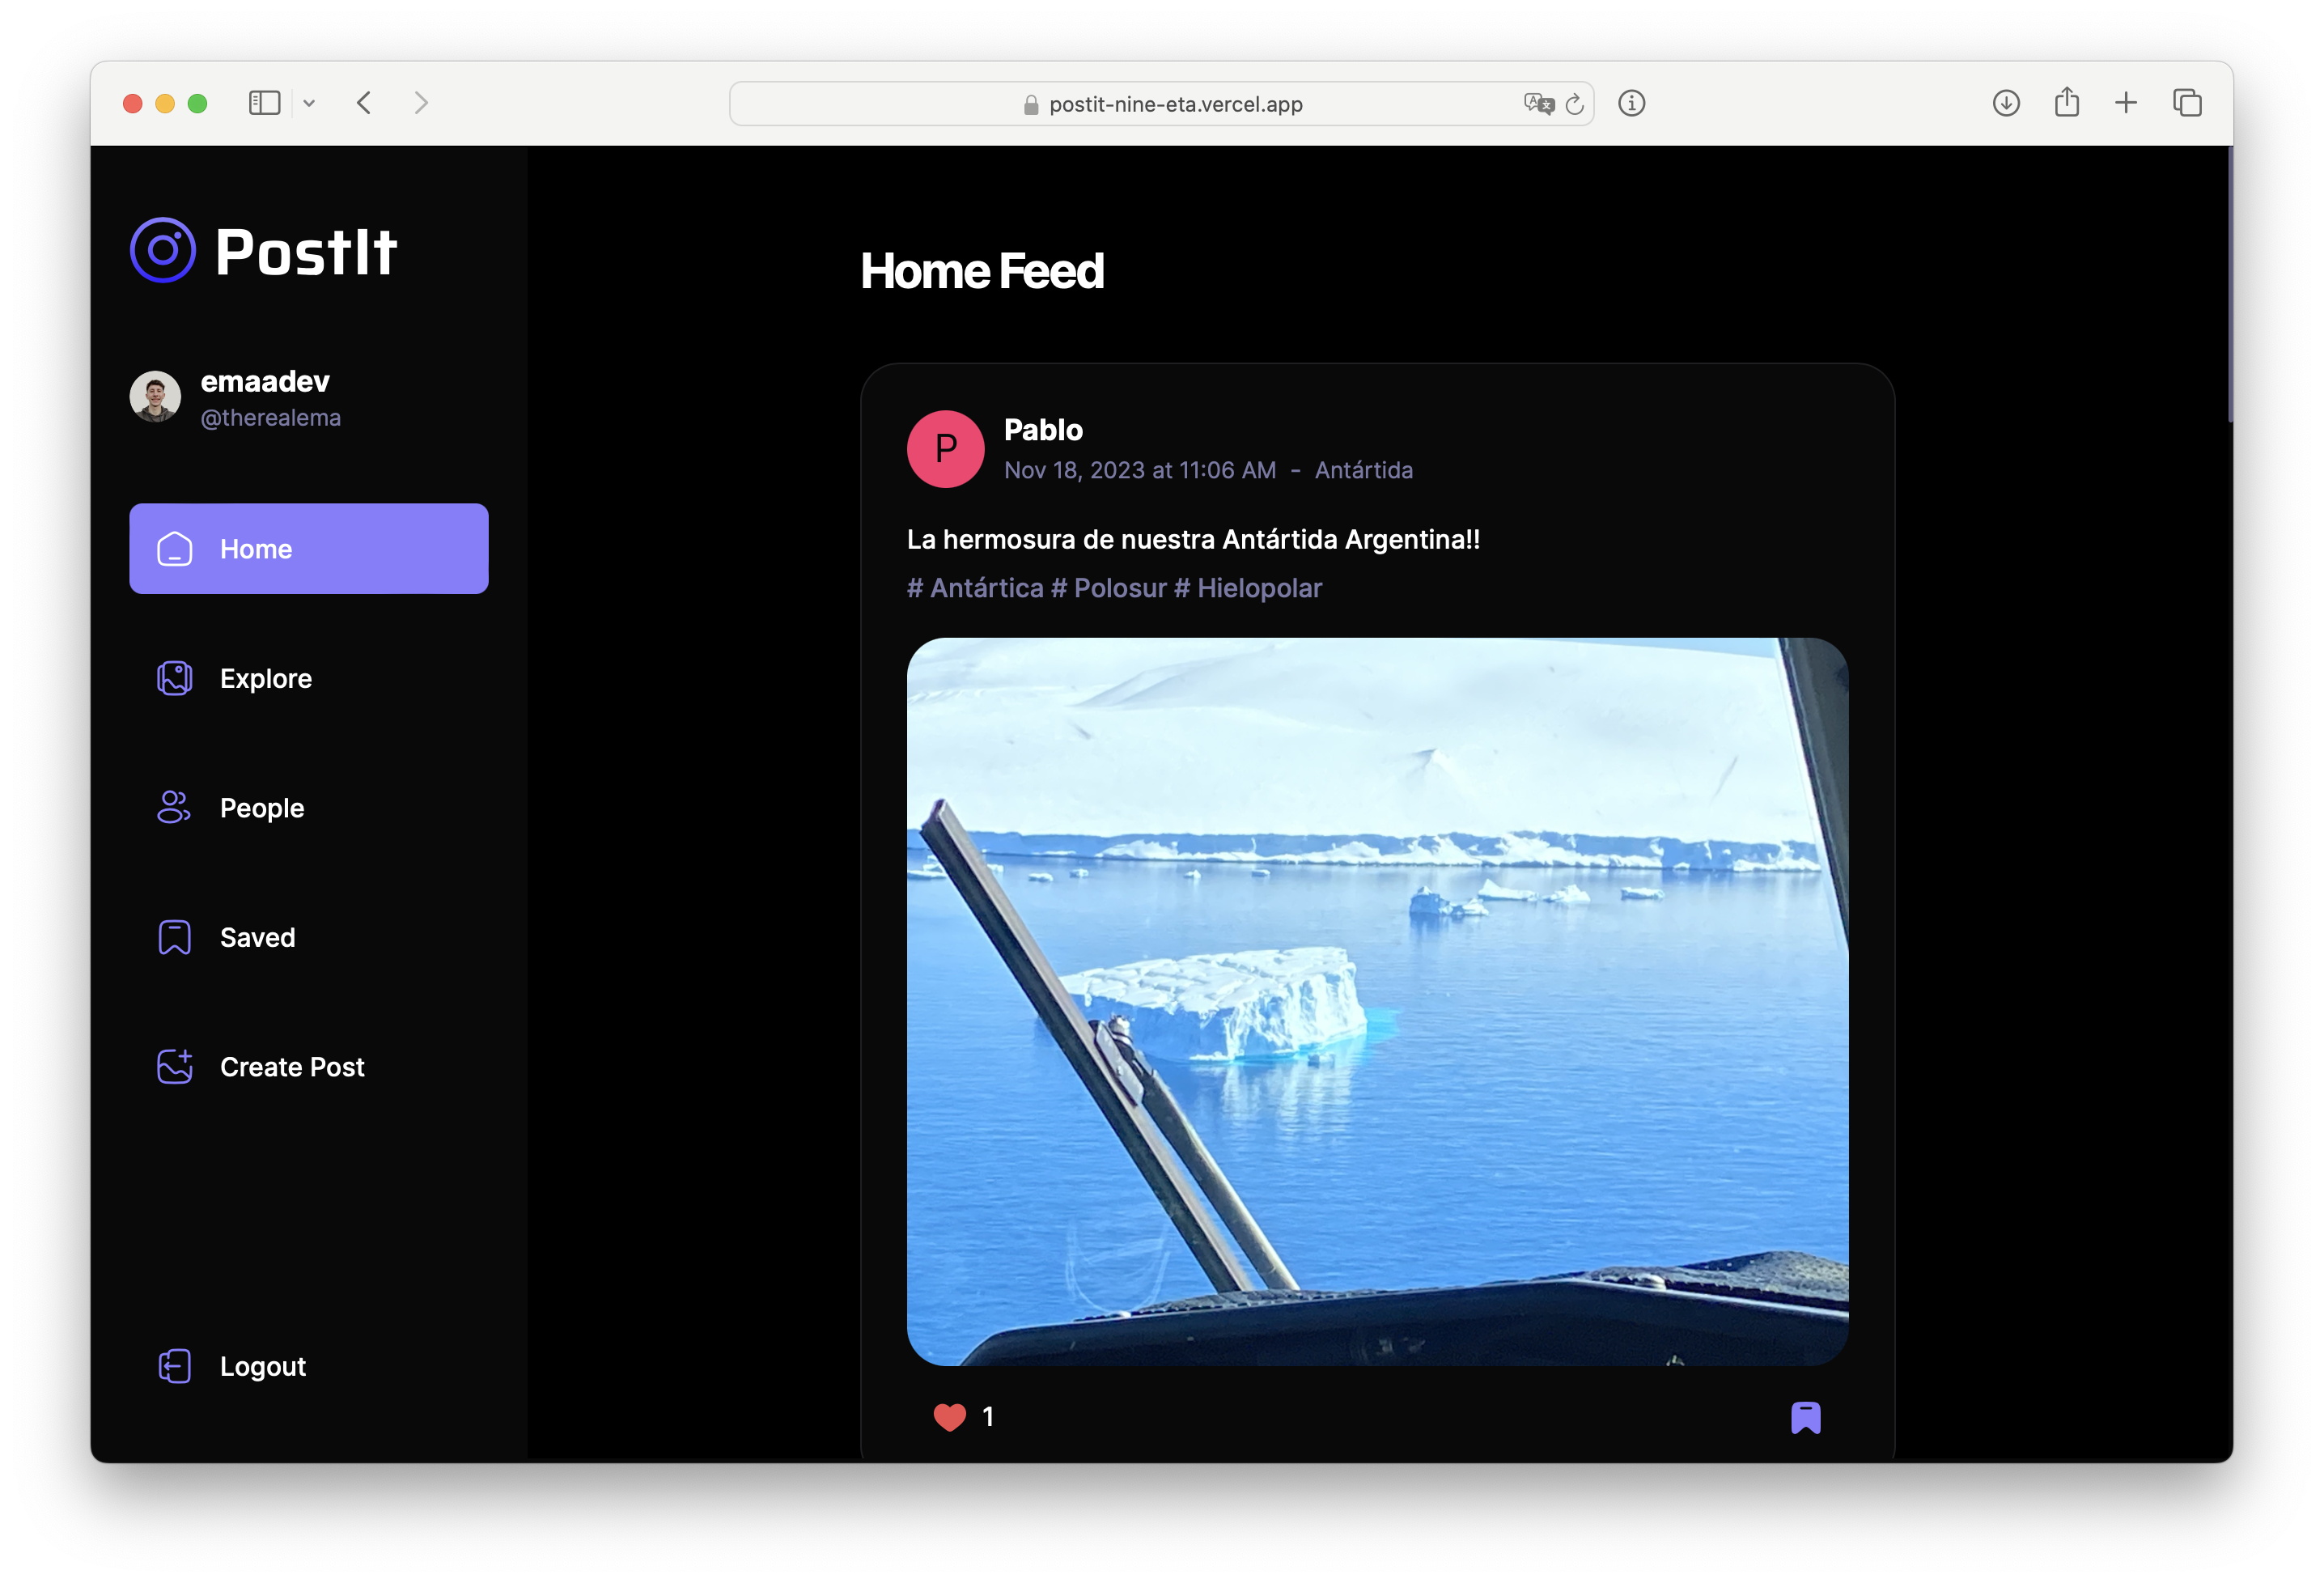 postit-nine-eta.vercel.app
PostIt
emaadev
@therealema
Home
Explore
People
Saved
Create Post
Logout
Home Feed
P
Pablo
Nov 18, 2023 at 11:06 AM - Antártida
La hermosura de nuestra Antártida Argentina!!
# Antártica # Polosur # Hielopolar
1